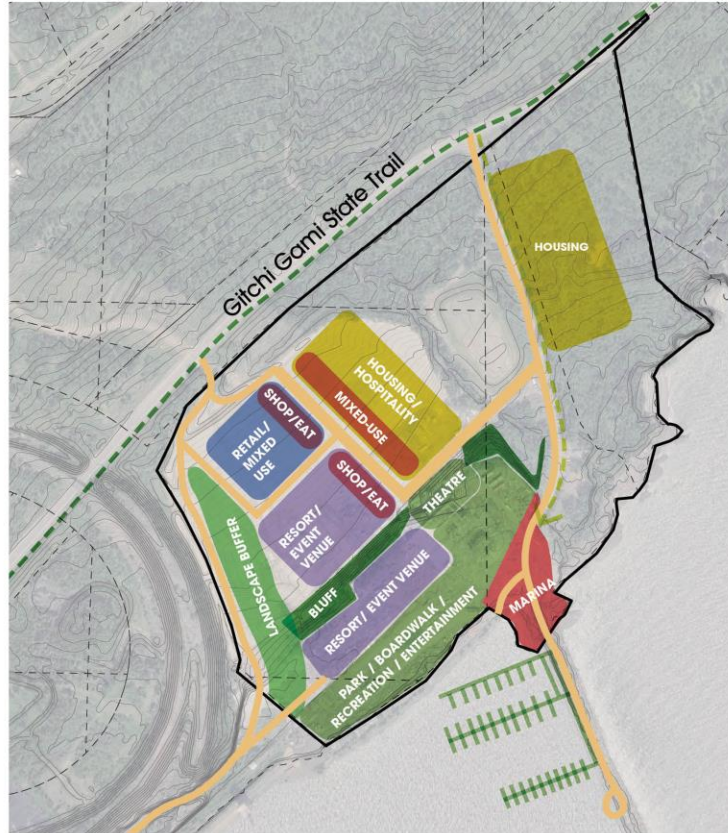 Gitchi Gami State Trail
HOUSING
HOUSING/
HOSPITALITY
MIXED-USE
SHOP/EAT
RETAIL/
MIXED
USE
SHOP/EAT
RESORT/
EVENT
VENUE
THEATRE
LANDSCAPE BUFFER
BLUFF
RESORT/ EVENT VENUE
PARK / BOARDWALK /
RECREATION / ENTERTAINMENT
MARINA